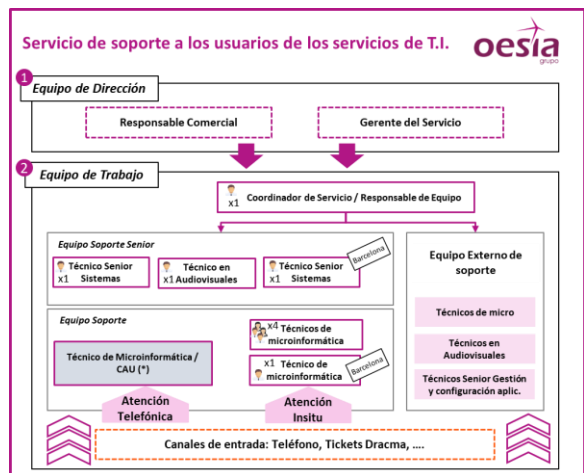 Servicio de soporte a los usuarios de los servicios de T.I.
oesía
grupo
1
Equipo de Dirección
Responsable Comercial
Gerente del Servicio
2
Equipo de Trabajo
x1
Coordinador de Servicio / Responsable de Equipo
Equipo Soporte Senior
Técnico Senior
x1 Sistemas
Técnico en
x1 Audiovisuales
Técnico Senior
x1 Sistemas
Barcelona
Equipo Externo de
soporte
Técnicos de micro
Técnicos en
Audiovisuales
Técnicos Senior Gestión
y configuración aplic.
Equipo Soporte
Técnico de Microinformática /
CAU (*)
x4 Técnicos de
microinformática
x1 Técnico de
microinformática
Barcelona
Atención
Telefónica
Atención
Insitu
Canales de entrada: Teléfono, Tickets Dracma, ....